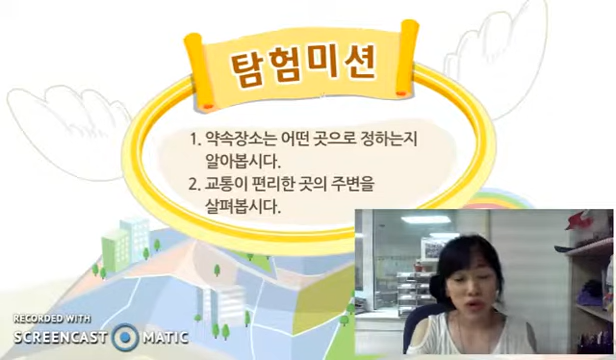 탐험미션
1. 약속장소는 어떤 곳으로 정하는지
알아봅시다.
2. 교통이 편리한 곳의 주변을
살펴봅시다.
RECORDED WITH
SCREENCAST MATIC